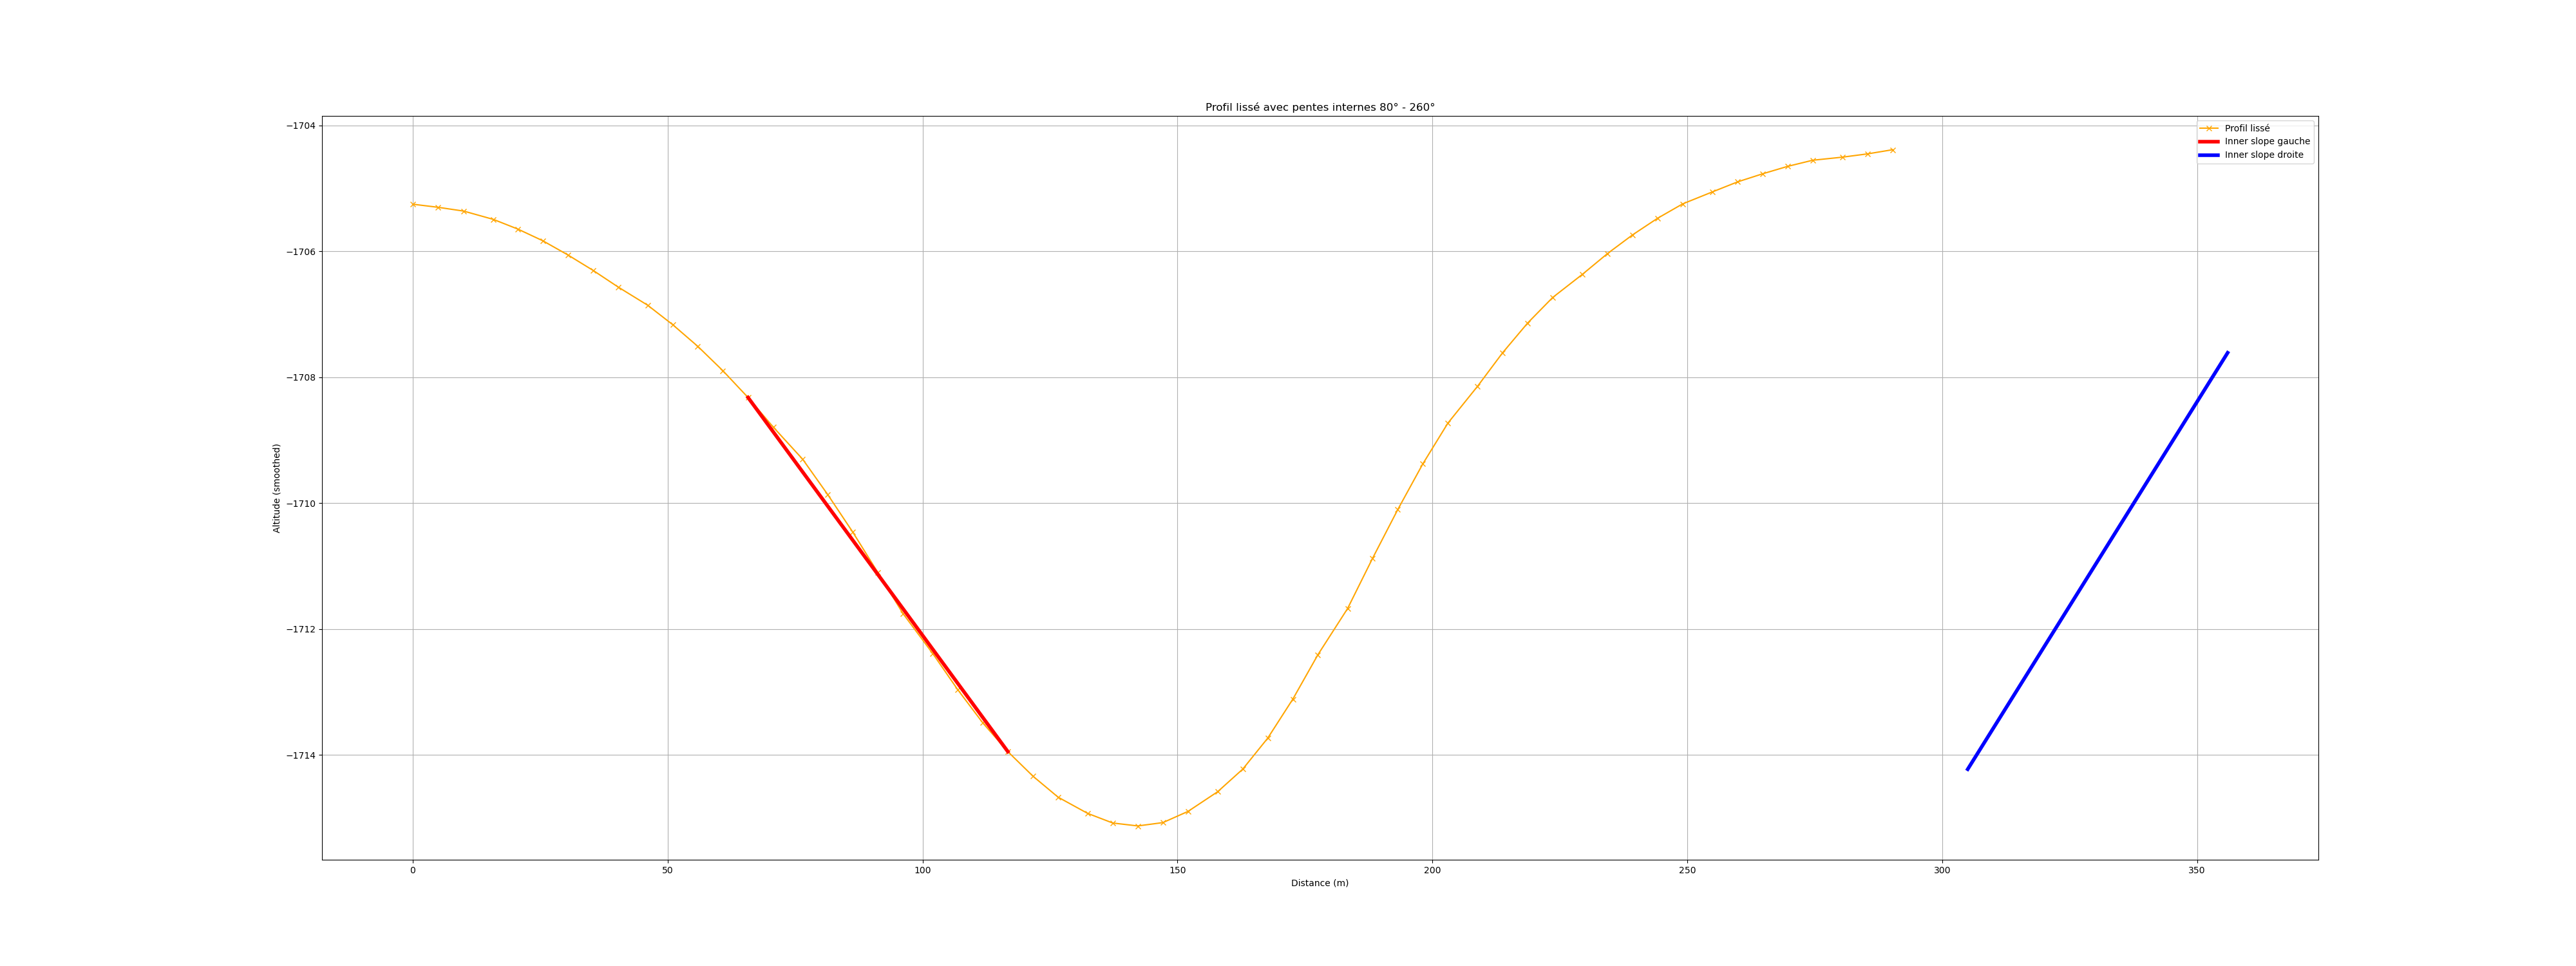 Profil lissé avec pentes internes 80° - 260°
Profil lissé
Inner slope gauche
Inner slope droite
Altitude (smoothed)
−1704
−1706
−1708
−1710
−1712
−1714
0
50
100
150
200
250
300
350
Distance (m)